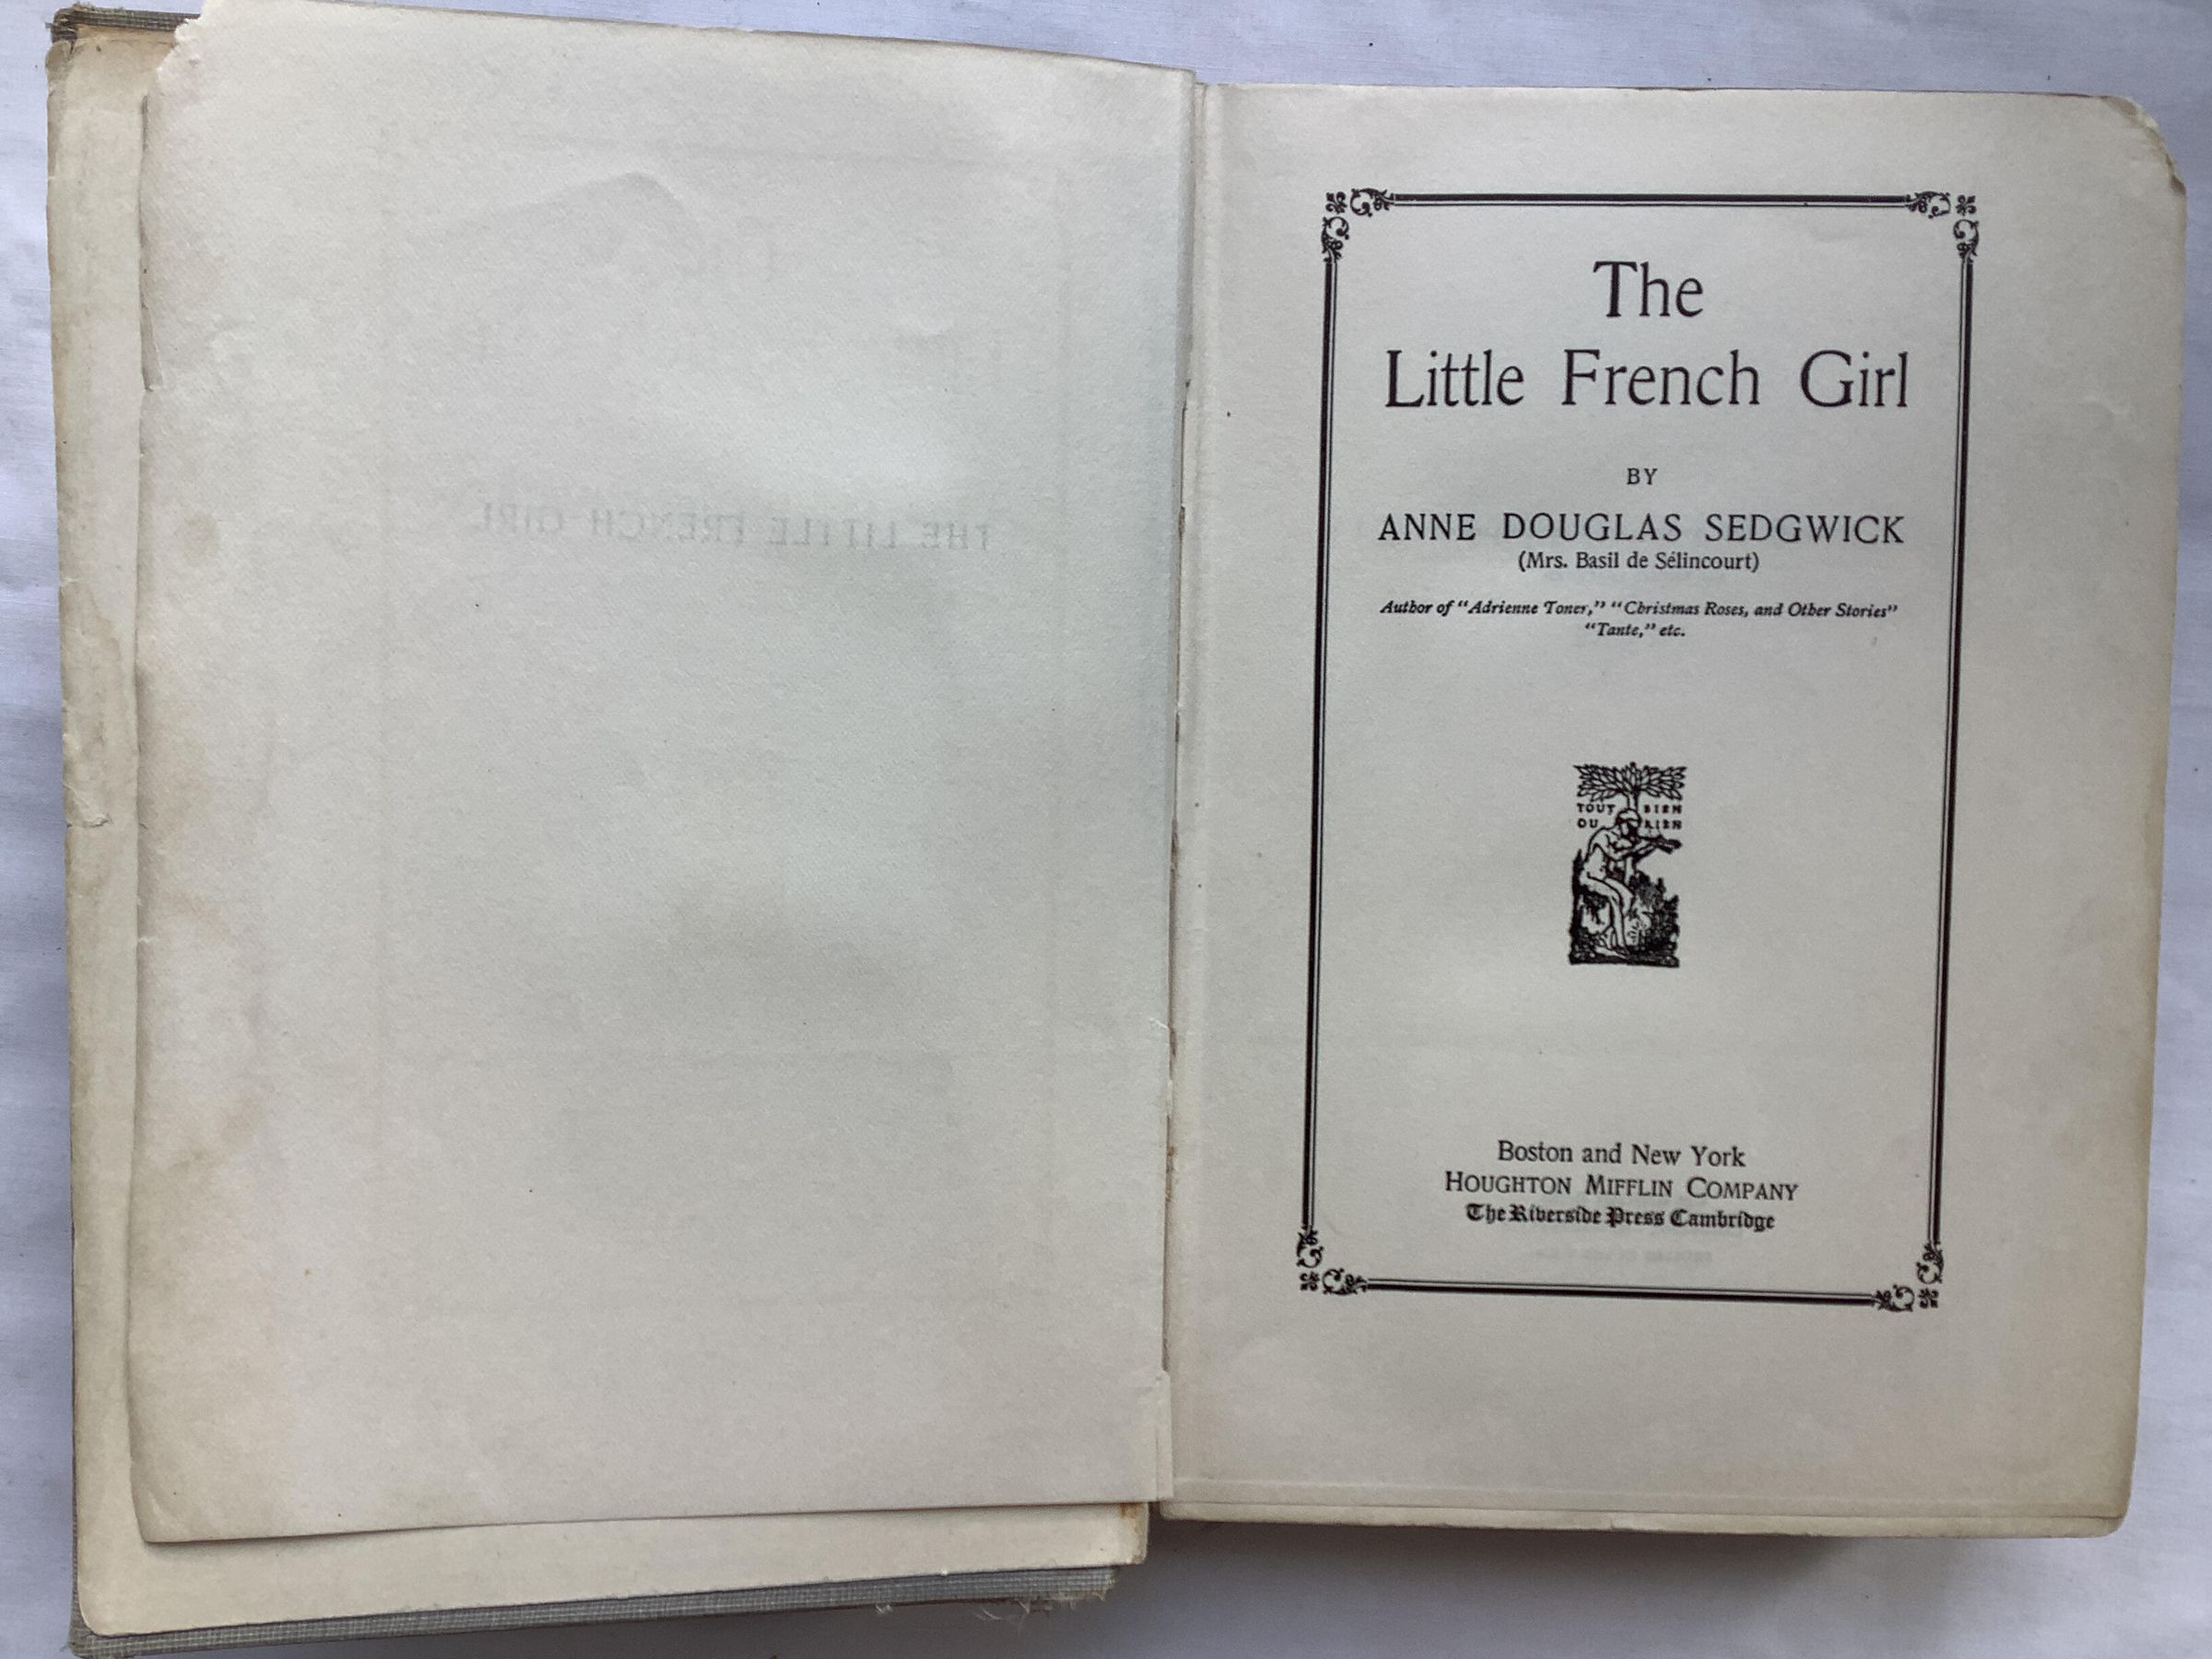 THE LITTLE FRENCH GIRL
The
Little French Girl
BY
ANNE DOUGLAS SEDGWICK
(Mrs. Basil de Sélincourt)
Author of "Adrienne Toner," "Christmas Roses, and Other Stories"
"Tante," etc.
TOUT BIEN
OU RIEN
Boston and New York
HOUGHTON MIFFLIN COMPANY
The Riverside Press Cambridge